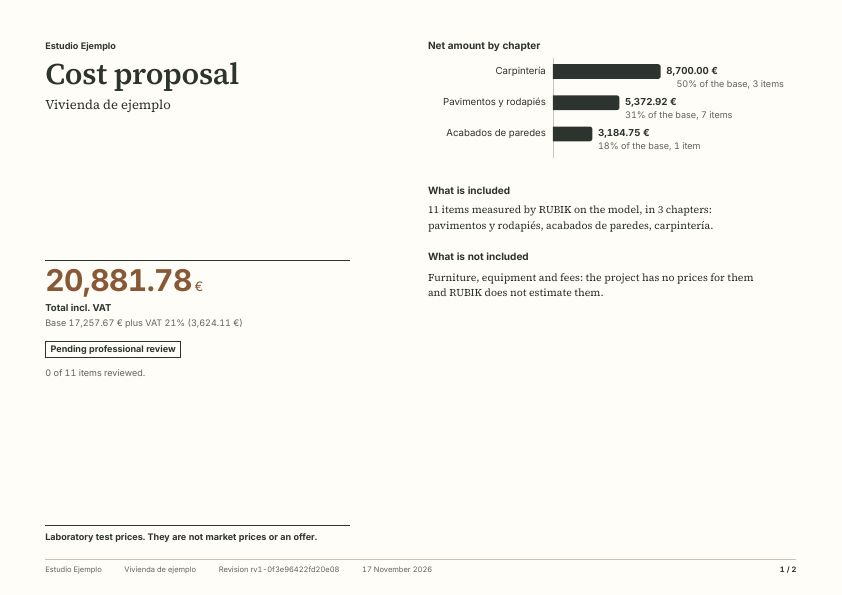 Estudio Ejemplo
Cost proposal
Vivienda de ejemplo
20,881.78 €
Total incl. VAT
Base 17,257.67 € plus VAT 21% (3,624.11 €)
Pending professional review
0 of 11 items reviewed.
Laboratory test prices. They are not market prices or an offer.
Net amount by chapter
Carpintería 8,700.00 €
50% of the base, 3 items
Pavimentos y rodapiés 5,372.92 €
31% of the base, 7 items
Acabados de paredes 3,184.75 €
18% of the base, 1 item
What is included
11 items measured by RUBIK on the model, in 3 chapters:
pavimentos y rodapiés, acabados de paredes, carpintería.
What is not included
Furniture, equipment and fees: the project has no prices for them
and RUBIK does not estimate them.
Estudio Ejemplo Vivienda de ejemplo Revision rv1-0f3e96422fd20e08 17 November 2026 1 / 2